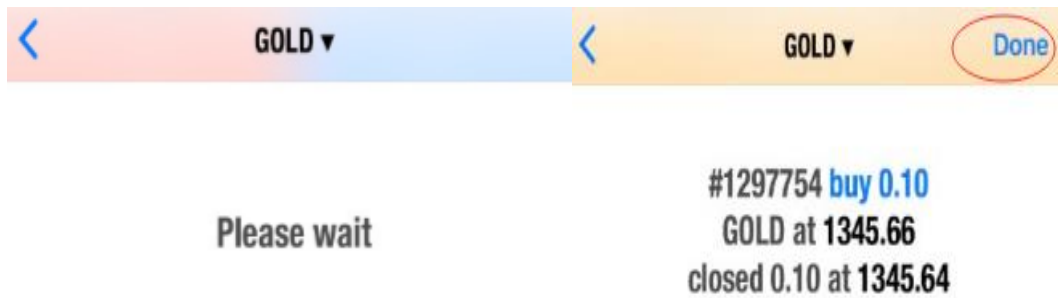 GOLD ▾
Please wait
GOLD ▾
Done
#1297754 buy 0.10
GOLD at 1345.66
closed 0.10 at 1345.64